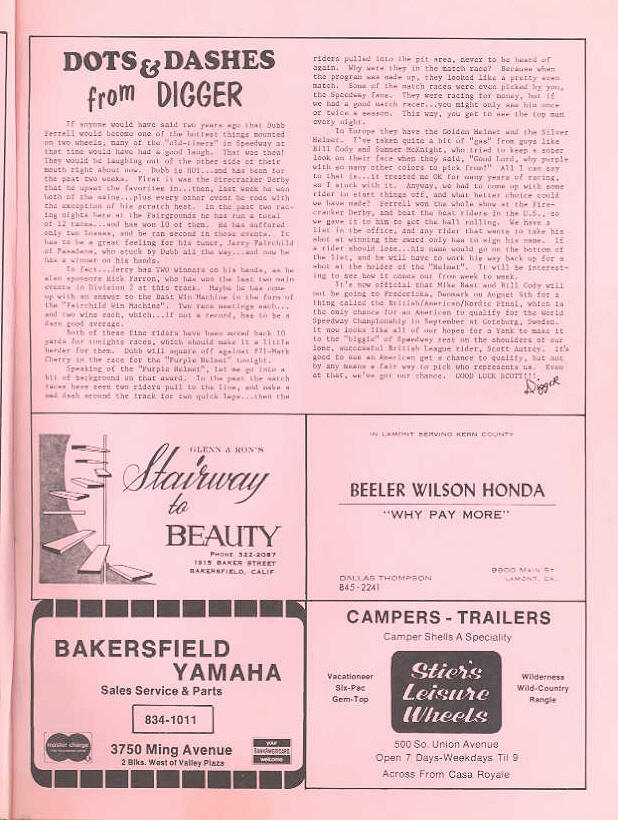 DOTS & DASHES
from DIGGER
If anyone would have said two years ago that Dubb
Ferrell would become one of the hottest things mounted
on two wheels, many of the "old-timers" in Speedway at
that time would have had a good laugh. That was then!
They would be laughing out of the other side of their
mouth right about now. Dubb is HOT...and has been for
the past two weeks. First it was the Firecracker Derby
that he upset the favorites in...then, last week he won
both of the mains...plus every other event he rode with
the exception of his scratch heat. In the past two rac-
ing nights here at the Fairgrounds he has run a total
of 12 races...and has won 10 of them. He has suffered
only two losses, and he ran second in those events. It
has to be a great feeling for his tuner, Jerry Fairchild
of Pasadena, who stuck by Dubb all the way...and now he
has a winner on his hands.
In fact...Jerry has TWO winners on his hands, as he
also sponsors Rick Farron, who has won the last two main
events in Division 2 at this track. Maybe he has come
up with an answer to the Bast Win Machine in the form of
the "Fairchild Win Machine". Two race meetings each...
and two wins each, which...if not a record, has to be a
darn good average.
Both of these fine riders have been moved back 10
yards for tonights races, which should make it a little
harder for them. Dubb will square off against #71-Mark
Cherry in the race for the "Purple Helmet" tonight.
Speaking of the "Purple Helmet", let me go into a
bit of background on that award. In the past the match
races have seen two riders pull to the line, and make a
mad dash around the track for two quick laps...then the
riders pulled into the pit area, never to be heard of
again. Why were they in the match race? Because when
the program was made up, they looked like a pretty even
match. Some of the match races were even picked by you,
the Speedway fans. They were racing for money, but if
we had a good match racer...you might only see him once
or twice a season. This way, you get to see the top man
every night.
In Europe they have the Golden Helmet and the Silver
Helmet. I've taken quite a bit of "gas" from guys like
Bill Cody and Sumner McKnight, who tried to keep a sober
look on their face when they said, "Good lord, why purple
with so many other colors to pick from?" All I can say
to that is...it treated me OK for many years of racing,
so I stuck with it. Anyway, we had to come up with some
rider to start things off, and what better choice could
we have made? Ferrell won the whole show at the Fire-
cracker Derby, and beat the best riders in the U.S., so
we gave it to him to get the ball rolling. We have a
list in the office, and any rider that wants to take his
shot at winning the award only has to sign his name. If
a rider should lose...his name would go on the bottom of
the list, and he will have to work his way back up for a
shot at the holder of the "Helmet". It will be interest-
ing to see how it comes out from week to week.
It's now official that Mike Bast and Bill Cody will
not be going to Fredericka, Denmark on August 6th for a
thing called the British/American/Nordic Final, which is
the only chance for an American to qualify for the World
Speedway Championship in September at Goteburg, Sweden.
It now looks like all of our hopes for a Yank to make it
to the "biggie" of Speedway rest on the shoulders of our
lone, successful British League rider, Scott Autrey. It's
good to see an American get a chance to qualify, but not
by any means a fair way to pick who represents us. Even
at that, we've got our chance. GOOD LUCK SCOTT!!!
Digger
GLENN & RON'S
Stairway
to
BEAUTY
PHONE 322-2087
1915 BAKER STREET
BAKERSFIELD, CALIF
IN LAMONT SERVING KERN COUNTY
BEELER WILSON HONDA
"WHY PAY MORE"
DALLAS THOMPSON
845-2241
9800 MAIN ST
LAMONT, CA.
BAKERSFIELD
YAMAHA
Sales Service & Parts
834-1011
master charge
3750 Ming Avenue
2 Blks. West of Valley Plaza
your
BANKAMERICARD
welcome
CAMPERS - TRAILERS
Camper Shells A Speciality
Vacationeer
Six-Pac
Gem-Top
Stier's
Leisure
Wheels
Wilderness
Wild-Country
Rangle
500 So. Union Avenue
Open 7 Days-Weekdays Til 9
Across From Casa Royale